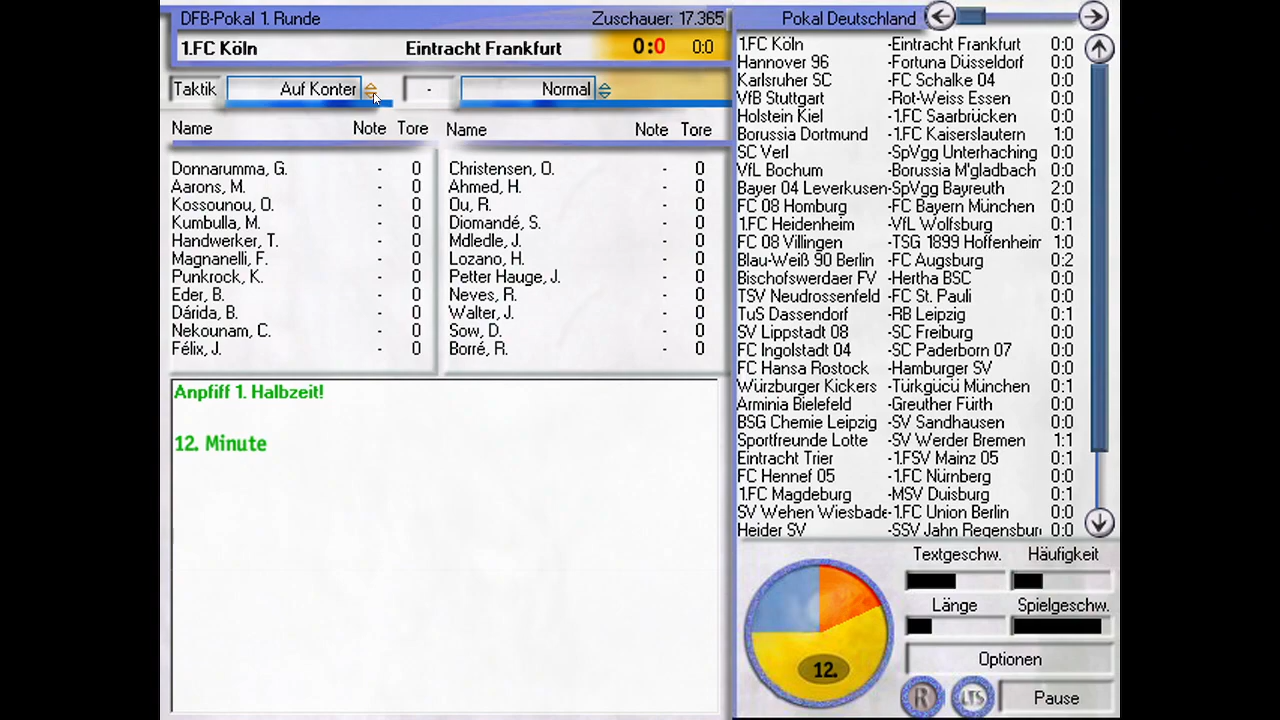 DFB-Pokal 1. Runde Zuschauer: 17.365
1.FC Köln Eintracht Frankfurt 0:0 0:0
Taktik Auf Konter - Normal
Name Note Tore Name Note Tore
Donnarumma, G. - 0 Christensen, O. - 0
Aarons, M. - 0 Ahmed, H. - 0
Kossounou, O. - 0 Ou, R. - 0
Kumbulla, M. - 0 Diomandé, S. - 0
Handwerker, T. - 0 Mdledle, J. - 0
Magnanelli, F. - 0 Lozano, H. - 0
Punkrock, K. - 0 Petter Hauge, J. - 0
Eder, B. - 0 Neves, R. - 0
Dárida, B. - 0 Walter, J. - 0
Nekounam, C. - 0 Sow, D. - 0
Félix, J. - 0 Borré, R. - 0
Anpfiff 1. Halbzeit!
12. Minute
Pokal Deutschland
1.FC Köln -Eintracht Frankfurt 0:0
Hannover 96 -Fortuna Düsseldorf 0:0
Karlsruher SC -FC Schalke 04 0:0
VfB Stuttgart -Rot-Weiss Essen 0:0
Holstein Kiel -1.FC Saarbrücken 0:0
Borussia Dortmund -1.FC Kaiserslautern 1:0
SC Verl -SpVgg Unterhaching 0:0
VfL Bochum -Borussia M'gladbach 0:0
Bayer 04 Leverkusen -SpVgg Bayreuth 2:0
FC 08 Homburg -FC Bayern München 0:0
1.FC Heidenheim -VfL Wolfsburg 0:1
FC 08 Villingen -TSG 1899 Hoffenheim 1:0
Blau-Weiß 90 Berlin -FC Augsburg 0:2
Bischofswerdaer FV -Hertha BSC 0:0
TSV Neudrossenfeld -FC St. Pauli 0:0
TuS Dassendorf -RB Leipzig 0:1
SV Lippstadt 08 -SC Freiburg 0:0
FC Ingolstadt 04 -SC Paderborn 07 0:0
FC Hansa Rostock -Hamburger SV 0:0
Würzburger Kickers -Türkgücü München 0:1
Arminia Bielefeld -Greuther Fürth 0:0
BSG Chemie Leipzig -SV Sandhausen 0:0
Sportfreunde Lotte -SV Werder Bremen 1:1
Eintracht Trier -1.FSV Mainz 05 0:1
FC Hennef 05 -1.FC Nürnberg 0:0
1.FC Magdeburg -MSV Duisburg 0:1
SV Wehen Wiesbade -1.FC Union Berlin 0:0
Heider SV -SSV Jahn Regensbur 0:0
Textgeschw. Häufigkeit
Länge Spielgeschw.
12.
Optionen
R LTS Pause